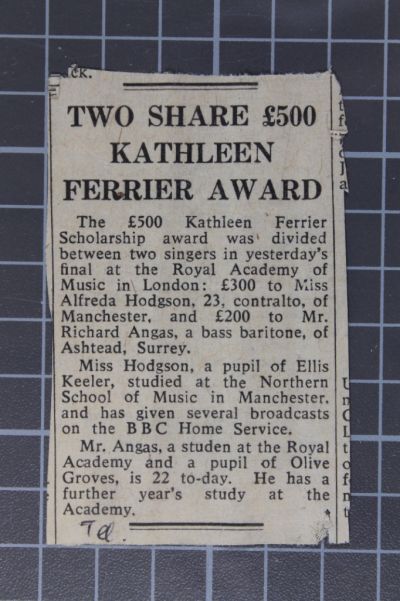 ck.
TWO SHARE £500
KATHLEEN
FERRIER AWARD
The £500 Kathleen Ferrier
Scholarship award was divided
between two singers in yesterday's
final at the Royal Academy of
Music in London: £300 to Miss
Alfreda Hodgson, 23, contralto, of
Manchester, and £200 to Mr.
Richard Angas, a bass baritone, of
Ashtead, Surrey.
Miss Hodgson, a pupil of Ellis
Keeler, studied at the Northern
School of Music in Manchester,
and has given several broadcasts
on the BBC Home Service.
Mr. Angas, a studen at the Royal
Academy and a pupil of Olive
Groves, is 22 to-day. He has a
further year's study at the
Academy.